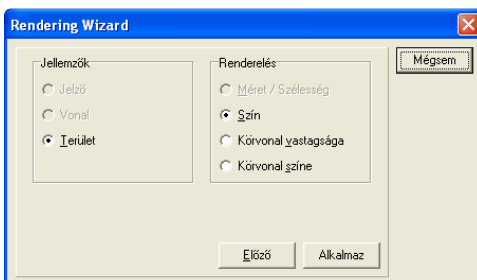 Rendering Wizard
Jellemzők
Jelző
Vonal
Terület
Renderelés
Méret / Szélesség
Szín
Körvonal vastagsága
Körvonal színe
Mégsem
Előző
Alkalmaz